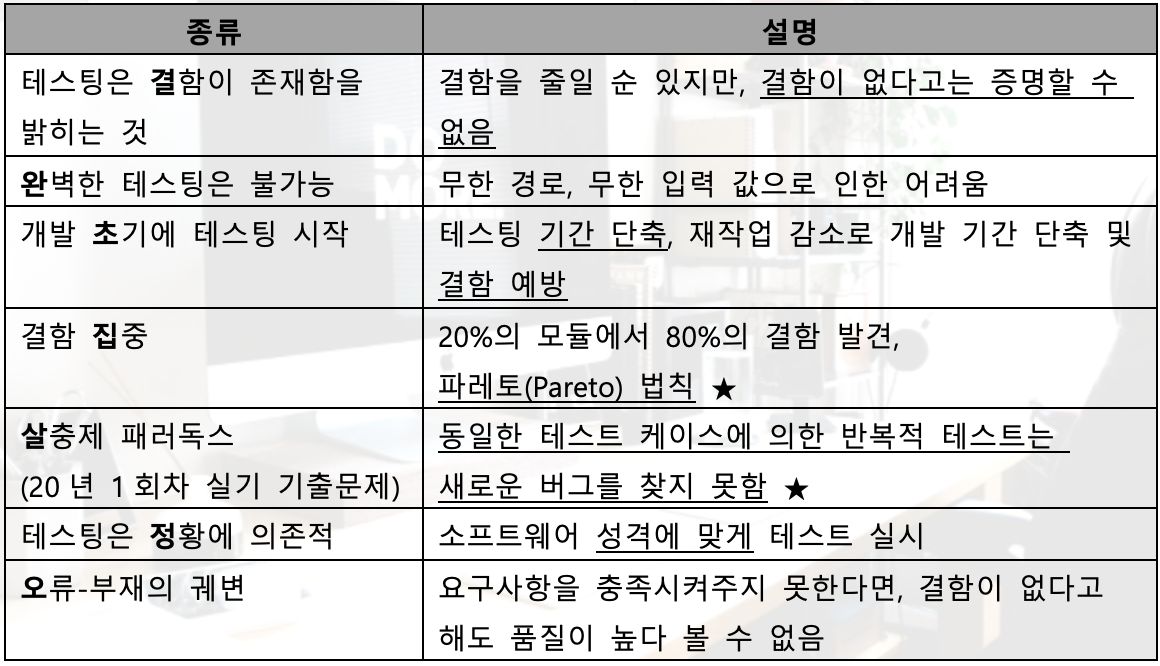 종류 설명
테스팅은 결함이 존재함을 결함을 줄일 순 있지만, 결함이 없다고는 증명할 수
밝히는 것 없음
완벽한 테스팅은 불가능 무한 경로, 무한 입력 값으로 인한 어려움
개발 초기에 테스팅 시작 테스팅 기간 단축, 재작업 감소로 개발 기간 단축 및
결함 예방
결함 집중 20%의 모듈에서 80%의 결함 발견,
파레토(Pareto) 법칙 ★
살충제 패러독스 동일한 테스트 케이스에 의한 반복적 테스트는
(20년 1회차 실기 기출문제) 새로운 버그를 찾지 못함 ★
테스팅은 정황에 의존적 소프트웨어 성격에 맞게 테스트 실시
오류-부재의 궤변 요구사항을 충족시켜주지 못한다면, 결함이 없다고
해도 품질이 높다 볼 수 없음
DO
MORE